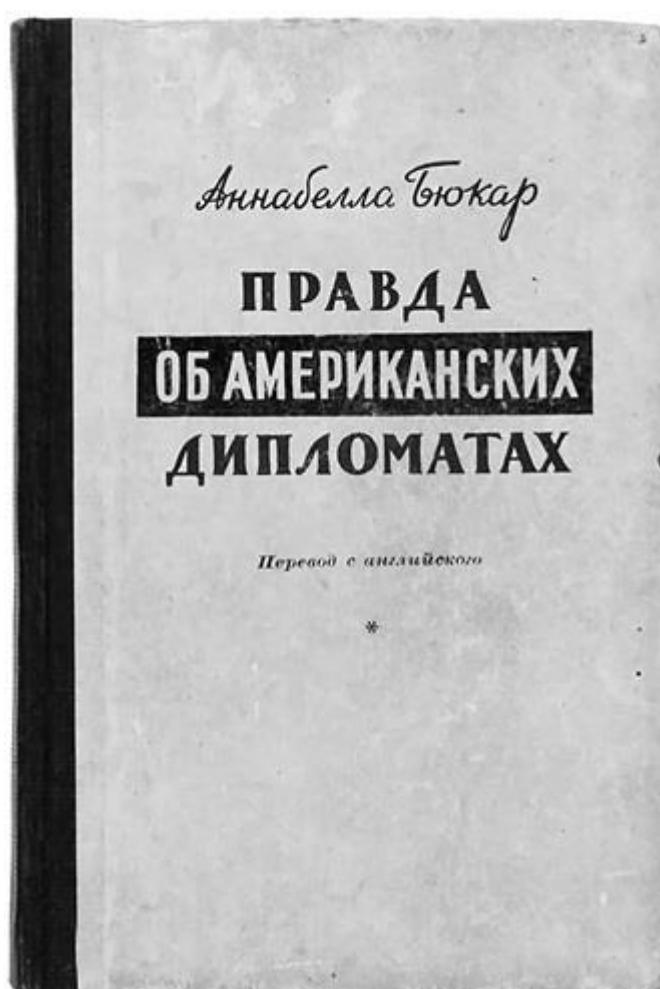 Аннабелла Бюкар
ПРАВДА
ОБ АМЕРИКАНСКИХ
ДИПЛОМАТАХ
Перевод с английского
*